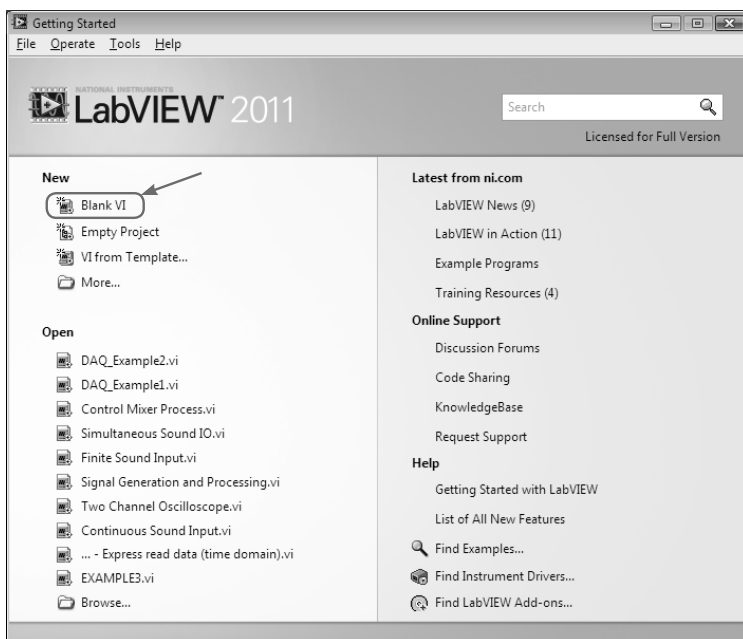 Getting Started
File Operate Tools Help
NATIONAL INSTRUMENTS
LabVIEW™ 2011
Search
Licensed for Full Version
New
Blank VI
Empty Project
VI from Template...
More...
Open
DAQ_Example2.vi
DAQ_Example1.vi
Control Mixer Process.vi
Simultaneous Sound IO.vi
Finite Sound Input.vi
Signal Generation and Processing.vi
Two Channel Oscilloscope.vi
Continuous Sound Input.vi
... - Express read data (time domain).vi
EXAMPLE3.vi
Browse...
Latest from ni.com
LabVIEW News (9)
LabVIEW in Action (11)
Example Programs
Training Resources (4)
Online Support
Discussion Forums
Code Sharing
KnowledgeBase
Request Support
Help
Getting Started with LabVIEW
List of All New Features
Find Examples...
Find Instrument Drivers...
Find LabVIEW Add-ons...